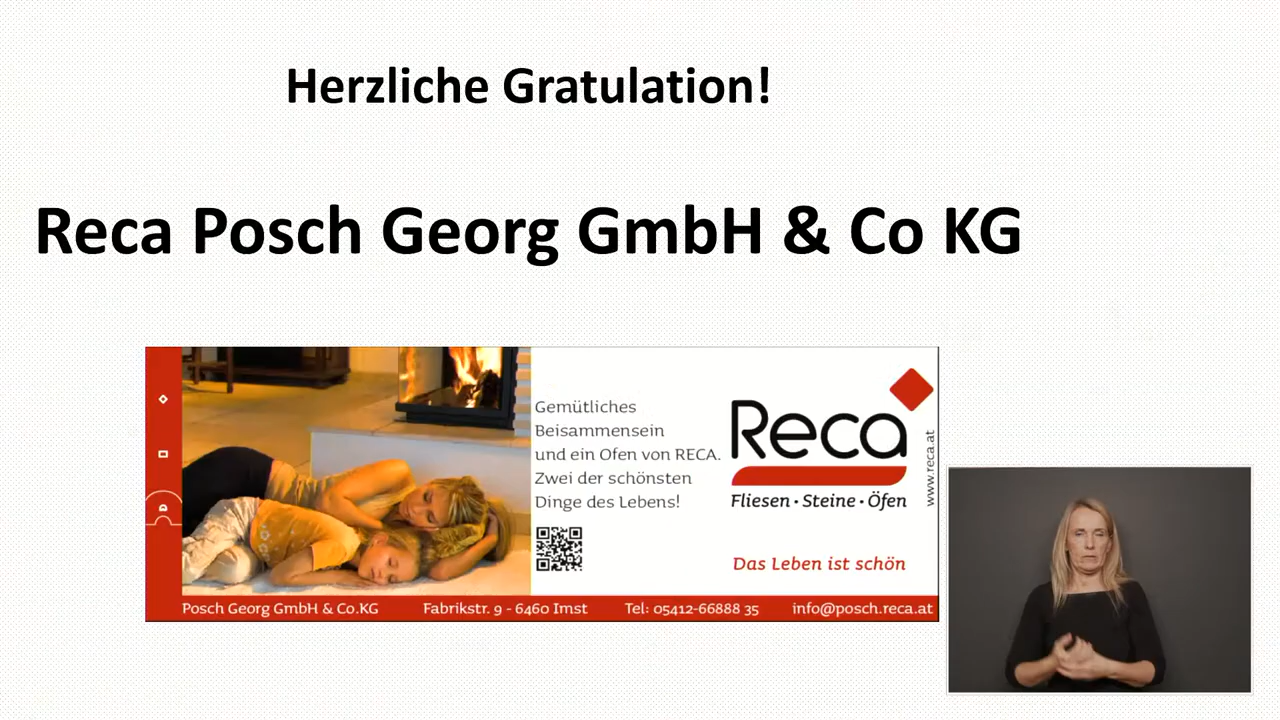 Herzliche Gratulation!
Reca Posch Georg GmbH & Co KG
Gemütliches
Beisammensein
und ein Ofen von RECA.
Zwei der schönsten
Dinge des Lebens!
Reca
Fliesen · Steine · Öfen
www.reca.at
Das Leben ist schön
Posch Georg GmbH & Co.KG Fabrikstr. 9 - 6460 Imst Tel: 05412-66888 35 info@posch.reca.at